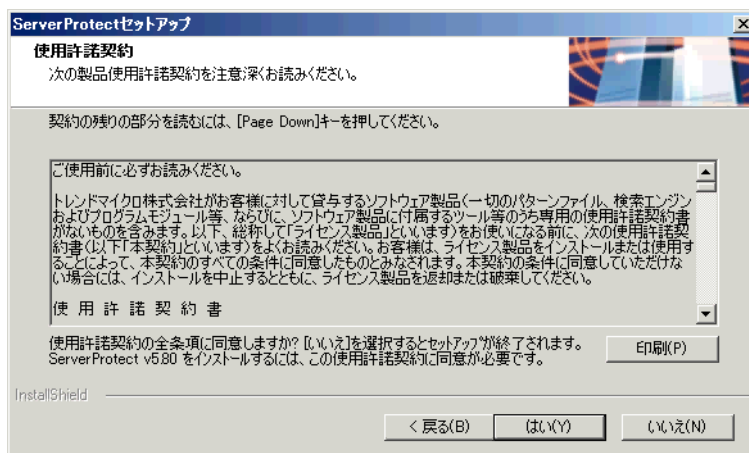 ServerProtectセットアップ
使用許諾契約
次の製品使用許諾契約を注意深くお読みください。
契約の残りの部分を読むには、[Page Down]キーを押してください。
ご使用前に必ずお読みください。
トレンドマイクロ株式会社がお客様に対して貸与するソフトウェア製品(一切のパターンファイル、検索エンジン
およびプログラムモジュール等、ならびに、ソフトウェア製品に付属するツール等のうち専用の使用許諾契約書
がないものを含みます。以下、総称して「ライセンス製品」といいます)をお使いになる前に、次の使用許諾契
約書(以下「本契約」といいます)をよくお読みください。お客様は、ライセンス製品をインストールまたは使用す
ることによって、本契約のすべての条件に同意したものとみなされます。本契約の条件に同意していただけな
い場合には、インストールを中止するとともに、ライセンス製品を返却または破棄してください。
使 用 許 諾 契 約 書
使用許諾契約の全条項に同意しますか? [いいえ]を選択するとセットアップが終了されます。
ServerProtect v5.80 をインストールするには、この使用許諾契約に同意が必要です。
印刷(P)
InstallShield
< 戻る(B)
はい(Y)
いいえ(N)